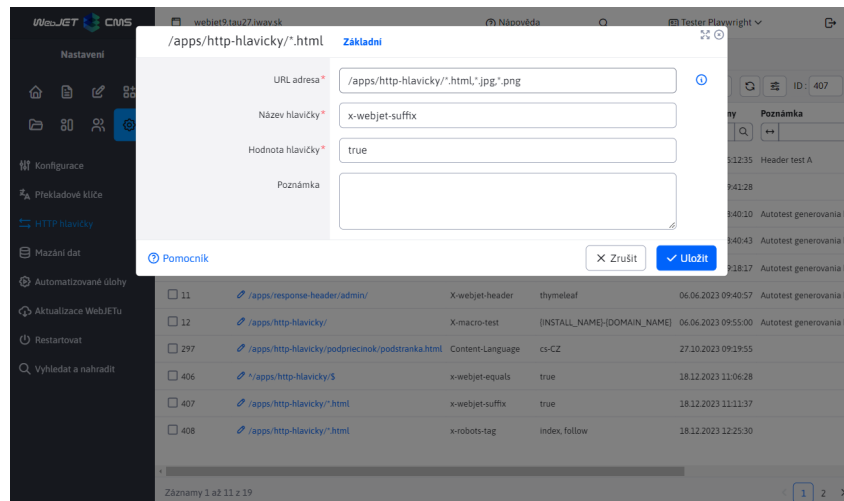 WebJET CMS
webjet9.tau27.iway.sk
Nápověda
Tester Playwright
Nastavení
/apps/http-hlavicky/*.html
Základní
URL adresa*
/apps/http-hlavicky/*.html,*.jpg,*.png
Název hlavičky*
x-webjet-suffix
Hodnota hlavičky*
true
Poznámka
Pomocník
Zrušit
Uložit
ID: 407
ny Poznámka
Konfigurace
Překladové klíče
HTTP hlavičky
Mazání dat
Automatizované úlohy
Aktualizace WebJETu
Restartovat
Vyhledat a nahradit
5:12:35 Header test A
9:41:28
8:40:10 Autotest generovania
8:40:43 Autotest generovania
9:18:17 Autotest generovania
11 /apps/response-header/admin/ X-webjet-header thymeleaf 06.06.2023 09:40:57 Autotest generovania
12 /apps/http-hlavicky/ X-macro-test {INSTALL_NAME}-{DOMAIN_NAME} 06.06.2023 09:55:00 Autotest generovania
297 /apps/http-hlavicky/podpriecinok/podstranka.html Content-Language cs-CZ 27.10.2023 09:19:55
406 ^/apps/http-hlavicky/$ x-webjet-equals true 18.12.2023 11:06:28
407 /apps/http-hlavicky/*.html x-webjet-suffix true 18.12.2023 11:11:37
408 /apps/http-hlavicky/*.html x-robots-tag index, follow 18.12.2023 12:25:30
Záznamy 1 až 11 z 19
1 2